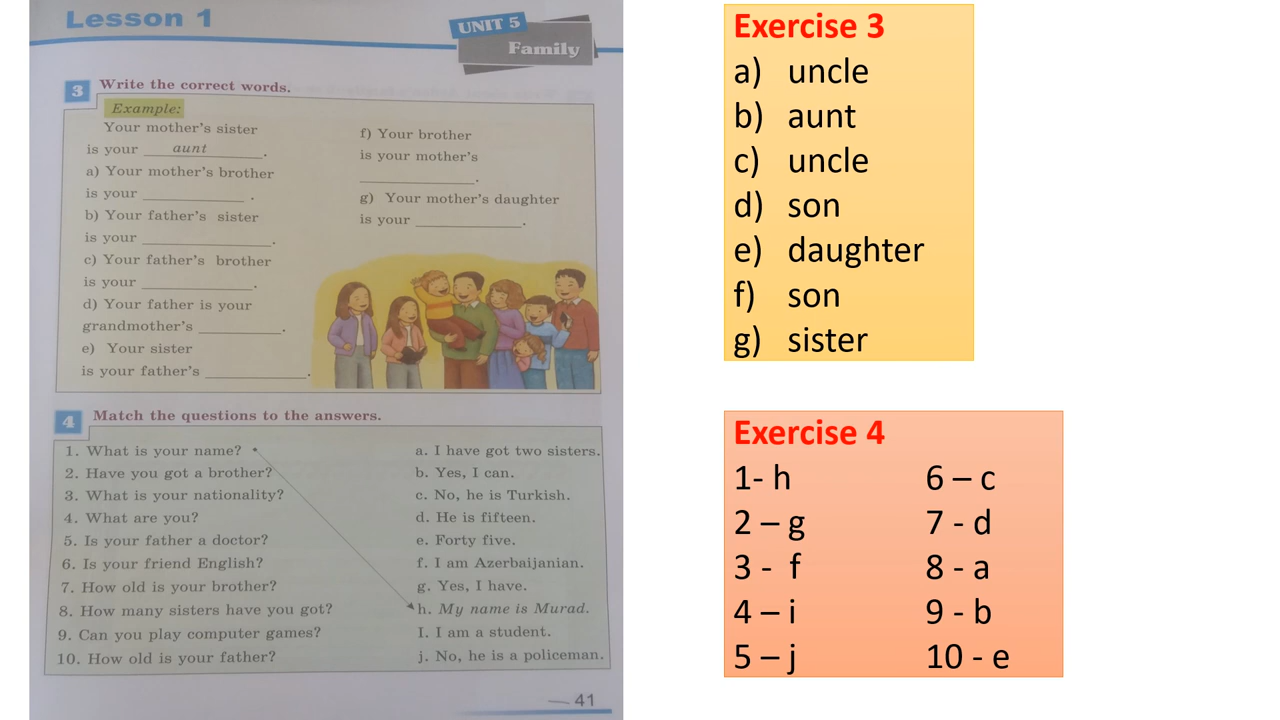 Lesson 1
UNIT 5
Family
3 Write the correct words.
Example:
Your mother's sister
is your aunt.
a) Your mother's brother
is your ____________ .
b) Your father's sister
is your ____________.
c) Your father's brother
is your ____________.
d) Your father is your
grandmother's __________.
e) Your sister
is your father's ____________.
f) Your brother
is your mother's
____________.
g) Your mother's daughter
is your ____________.
4 Match the questions to the answers.
1. What is your name?
2. Have you got a brother?
3. What is your nationality?
4. What are you?
5. Is your father a doctor?
6. Is your friend English?
7. How old is your brother?
8. How many sisters have you got?
9. Can you play computer games?
10. How old is your father?
a. I have got two sisters.
b. Yes, I can.
c. No, he is Turkish.
d. He is fifteen.
e. Forty five.
f. I am Azerbaijanian.
g. Yes, I have.
h. My name is Murad.
I. I am a student.
j. No, he is a policeman.
41
Exercise 3
a) uncle
b) aunt
c) uncle
d) son
e) daughter
f) son
g) sister
Exercise 4
1- h
2 – g
3 - f
4 – i
5 – j
6 – c
7 - d
8 - a
9 - b
10 - e